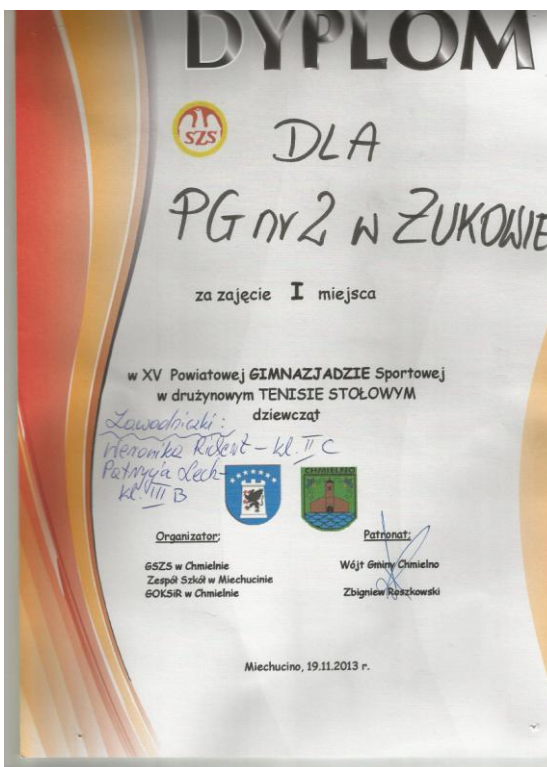 DYPLOM
SZS
DLA
PG nr 2 w ŻUKOWIE
za zajęcie I miejsca
w XV Powiatowej GIMNAZJADZIE Sportowej
w drużynowym TENISIE STOŁOWYM
dziewcząt
Zawodniczki:
Weronika – kl. II C
Patrycja Lech –
kl. III B
CHMIELNO
Organizator:
GSZS w Chmielnie
Zespół Szkół w Miechucinie
GOKSiR w Chmielnie
Patronat:
Wójt Gminy Chmielno
Zbigniew Roszkowski
Miechucino, 19.11.2013 r.